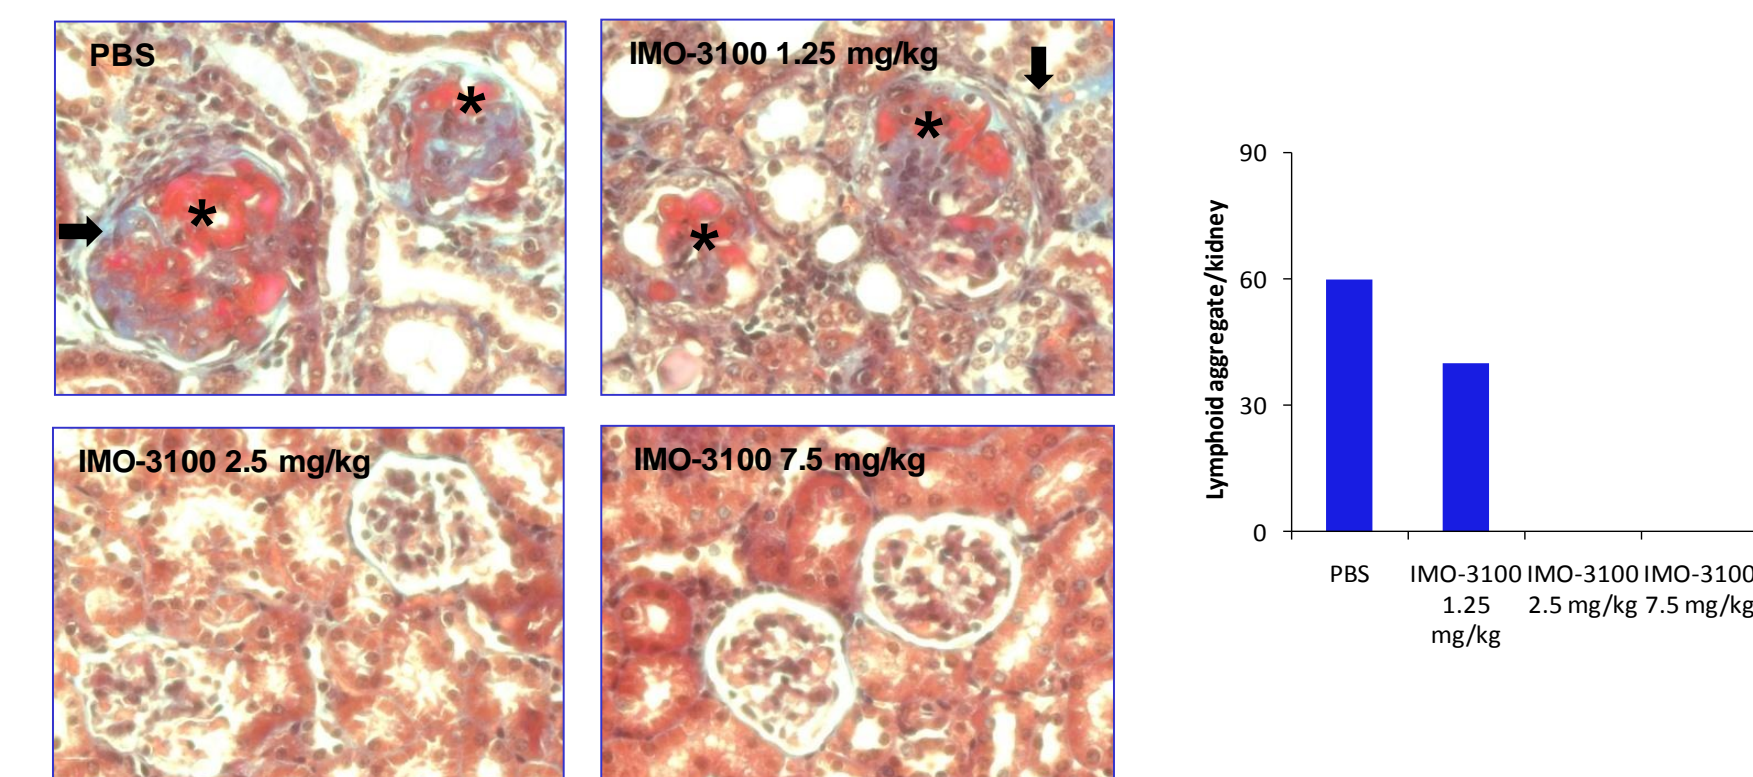 PBS
IMO-3100 1.25 mg/kg
*
*
*
*
IMO-3100 2.5 mg/kg
IMO-3100 7.5 mg/kg
Lymphoid aggregate/kidney
90
60
30
0
PBS
IMO-3100 IMO-3100 IMO-3100
1.25 2.5 mg/kg 7.5 mg/kg
mg/kg